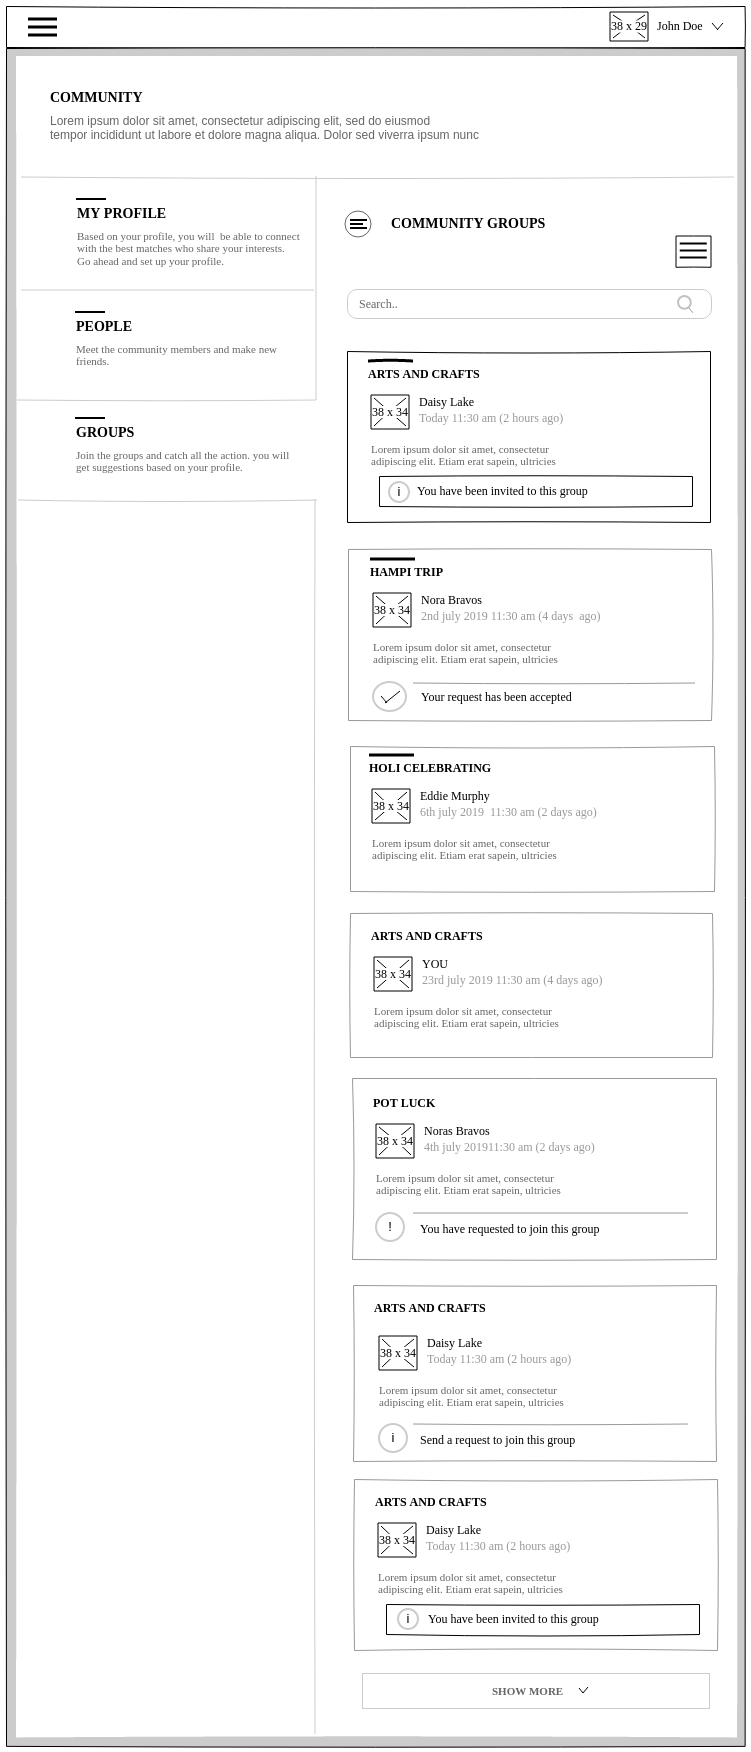 38 x 29 John Doe
COMMUNITY
Lorem ipsum dolor sit amet, consectetur adipiscing elit, sed do eiusmod
tempor incididunt ut labore et dolore magna aliqua. Dolor sed viverra ipsum nunc
MY PROFILE
Based on your profile, you will  be able to connect
with the best matches who share your interests.
Go ahead and set up your profile.
PEOPLE
Meet the community members and make new
friends.
GROUPS
Join the groups and catch all the action. you will
get suggestions based on your profile.
COMMUNITY GROUPS
Search..
ARTS AND CRAFTS
38 x 34
Daisy Lake
Today 11:30 am (2 hours ago)
Lorem ipsum dolor sit amet, consectetur
adipiscing elit. Etiam erat sapein, ultricies
i You have been invited to this group
HAMPI TRIP
38 x 34
Nora Bravos
2nd july 2019 11:30 am (4 days  ago)
Lorem ipsum dolor sit amet, consectetur
adipiscing elit. Etiam erat sapein, ultricies
Your request has been accepted
HOLI CELEBRATING
38 x 34
Eddie Murphy
6th july 2019  11:30 am (2 days ago)
Lorem ipsum dolor sit amet, consectetur
adipiscing elit. Etiam erat sapein, ultricies
ARTS AND CRAFTS
38 x 34
YOU
23rd july 2019 11:30 am (4 days ago)
Lorem ipsum dolor sit amet, consectetur
adipiscing elit. Etiam erat sapein, ultricies
POT LUCK
38 x 34
Noras Bravos
4th july 201911:30 am (2 days ago)
Lorem ipsum dolor sit amet, consectetur
adipiscing elit. Etiam erat sapein, ultricies
! You have requested to join this group
ARTS AND CRAFTS
38 x 34
Daisy Lake
Today 11:30 am (2 hours ago)
Lorem ipsum dolor sit amet, consectetur
adipiscing elit. Etiam erat sapein, ultricies
i Send a request to join this group
ARTS AND CRAFTS
38 x 34
Daisy Lake
Today 11:30 am (2 hours ago)
Lorem ipsum dolor sit amet, consectetur
adipiscing elit. Etiam erat sapein, ultricies
i You have been invited to this group
SHOW MORE